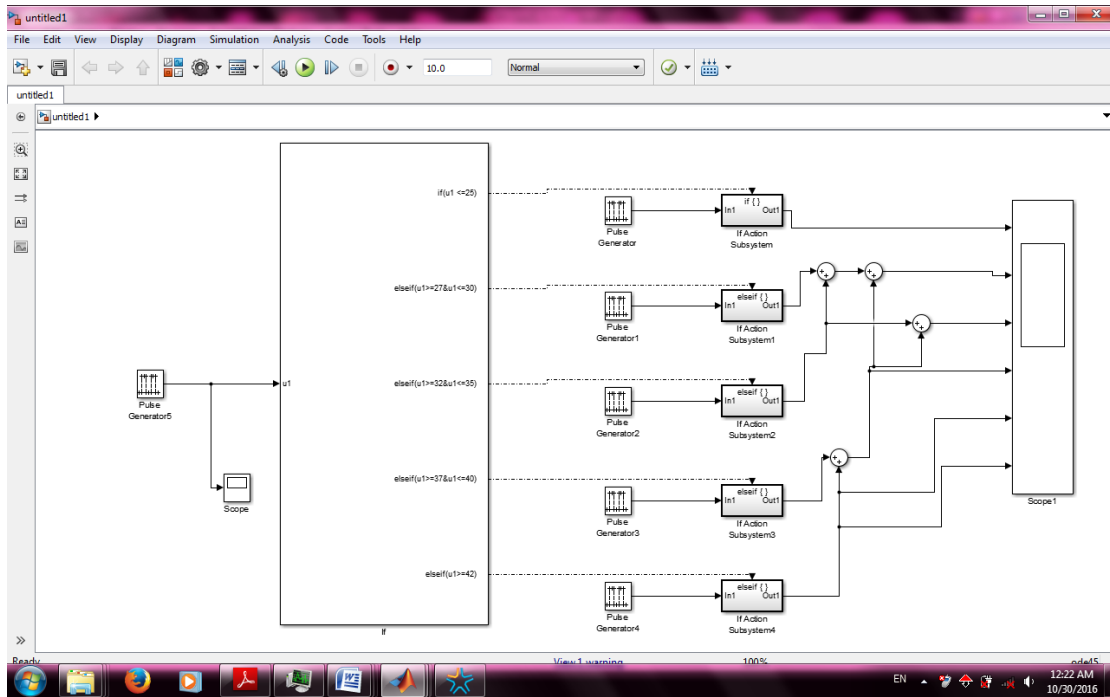 untitled1
File Edit View Display Diagram Simulation Analysis Code Tools Help
10.0 Normal
untitled1
untitled1
if(u1 <=25)
elseif(u1>=27&u1<=30)
elseif(u1>=32&u1<=35)
elseif(u1>=37&u1<=40)
elseif(u1>=42)
u1
If
Pulse
Generator5
Scope
Pulse
Generator
if { }
In1 Out1
If Action
Subsystem
Pulse
Generator1
elseif { }
In1 Out1
If Action
Subsystem1
Pulse
Generator2
elseif { }
In1 Out1
If Action
Subsystem2
Pulse
Generator3
elseif { }
In1 Out1
If Action
Subsystem3
Pulse
Generator4
elseif { }
In1 Out1
If Action
Subsystem4
Scope1
Ready View 1 warning 100% ode45
EN 12:22 AM
10/30/2016